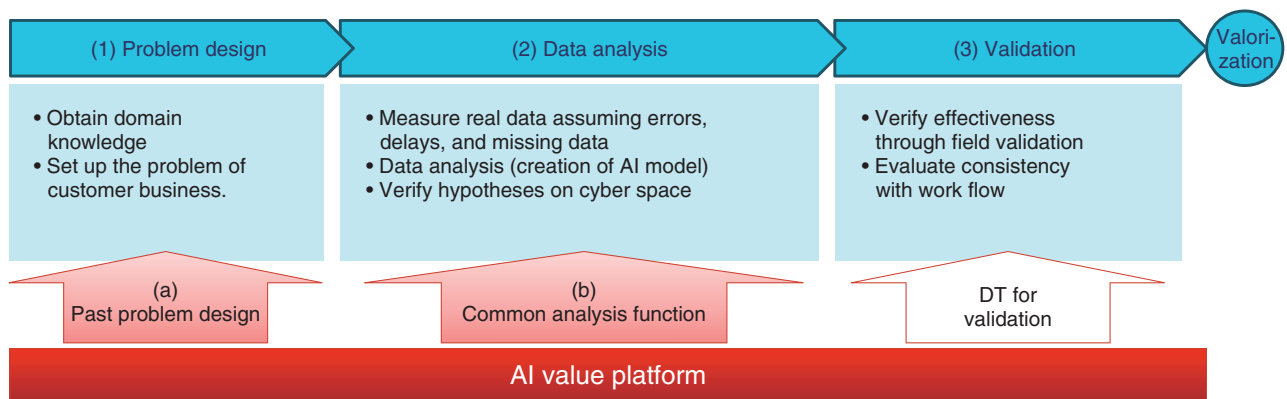 (1) Problem design
(2) Data analysis
(3) Validation
Valori-
zation
• Obtain domain
knowledge
• Set up the problem of
customer business.
• Measure real data assuming errors,
delays, and missing data
• Data analysis (creation of AI model)
• Verify hypotheses on cyber space
• Verify effectiveness
through field validation
• Evaluate consistency
with work flow
(a)
Past problem design
(b)
Common analysis function
DT for
validation
AI value platform